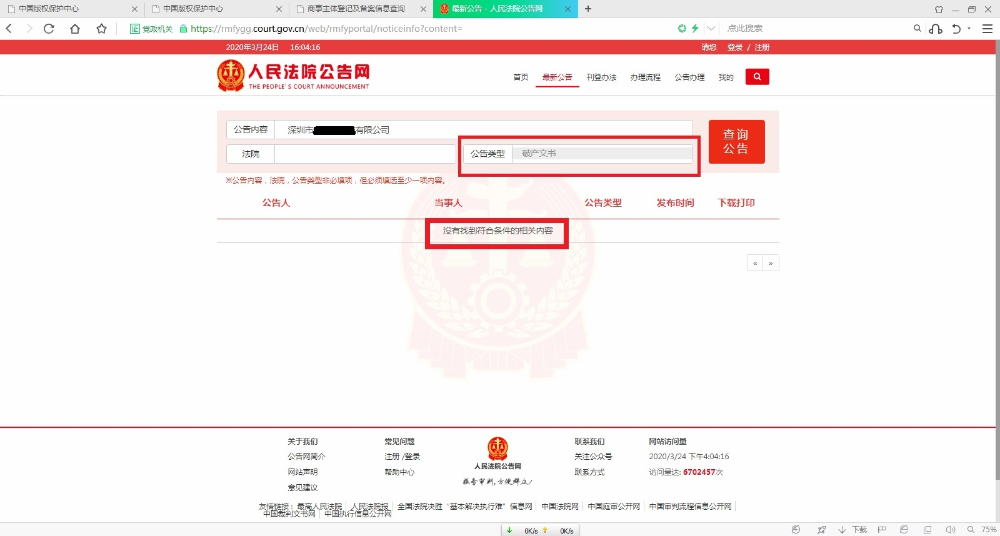 中国版权保护中心 中国版权保护中心 商事主体登记及备案信息查询 最新公告 - 人民法院公告网
证 党政机关 https://rmfygg.court.gov.cn/web/rmfyportal/noticeinfo?content= 点此搜索
2020年3月24日 16:04:16 请您 登录 / 注册
人民法院公告网
THE PEOPLE'S COURT ANNOUNCEMENT
首页 最新公告 刊登办法 办理流程 公告办理 我的
公告内容 深圳市 有限公司
法院 公告类型 破产文书
查询
公告
※公告内容，法院，公告类型非必填项，但必须填选至少一项内容。
公告人 当事人 公告类型 发布时间 下载打印
没有找到符合条件的相关内容
« »
关于我们 常见问题 联系我们 网站访问量
公告网简介 注册 /登录 关注公众号 2020/3/24 下午4:04:16
人民法院公告网
网站声明 帮助中心 联系方式 访问量达: 6702457次
服务审判,方便群众!
意见建议
友情链接： 最高人民法院 人民法院报 全国法院决胜“基本解决执行难”信息网 中国法院网 中国庭审公开网 中国审判流程信息公开网
中国裁判文书网 中国执行信息公开网
0K/s 0K/s 下载 75%